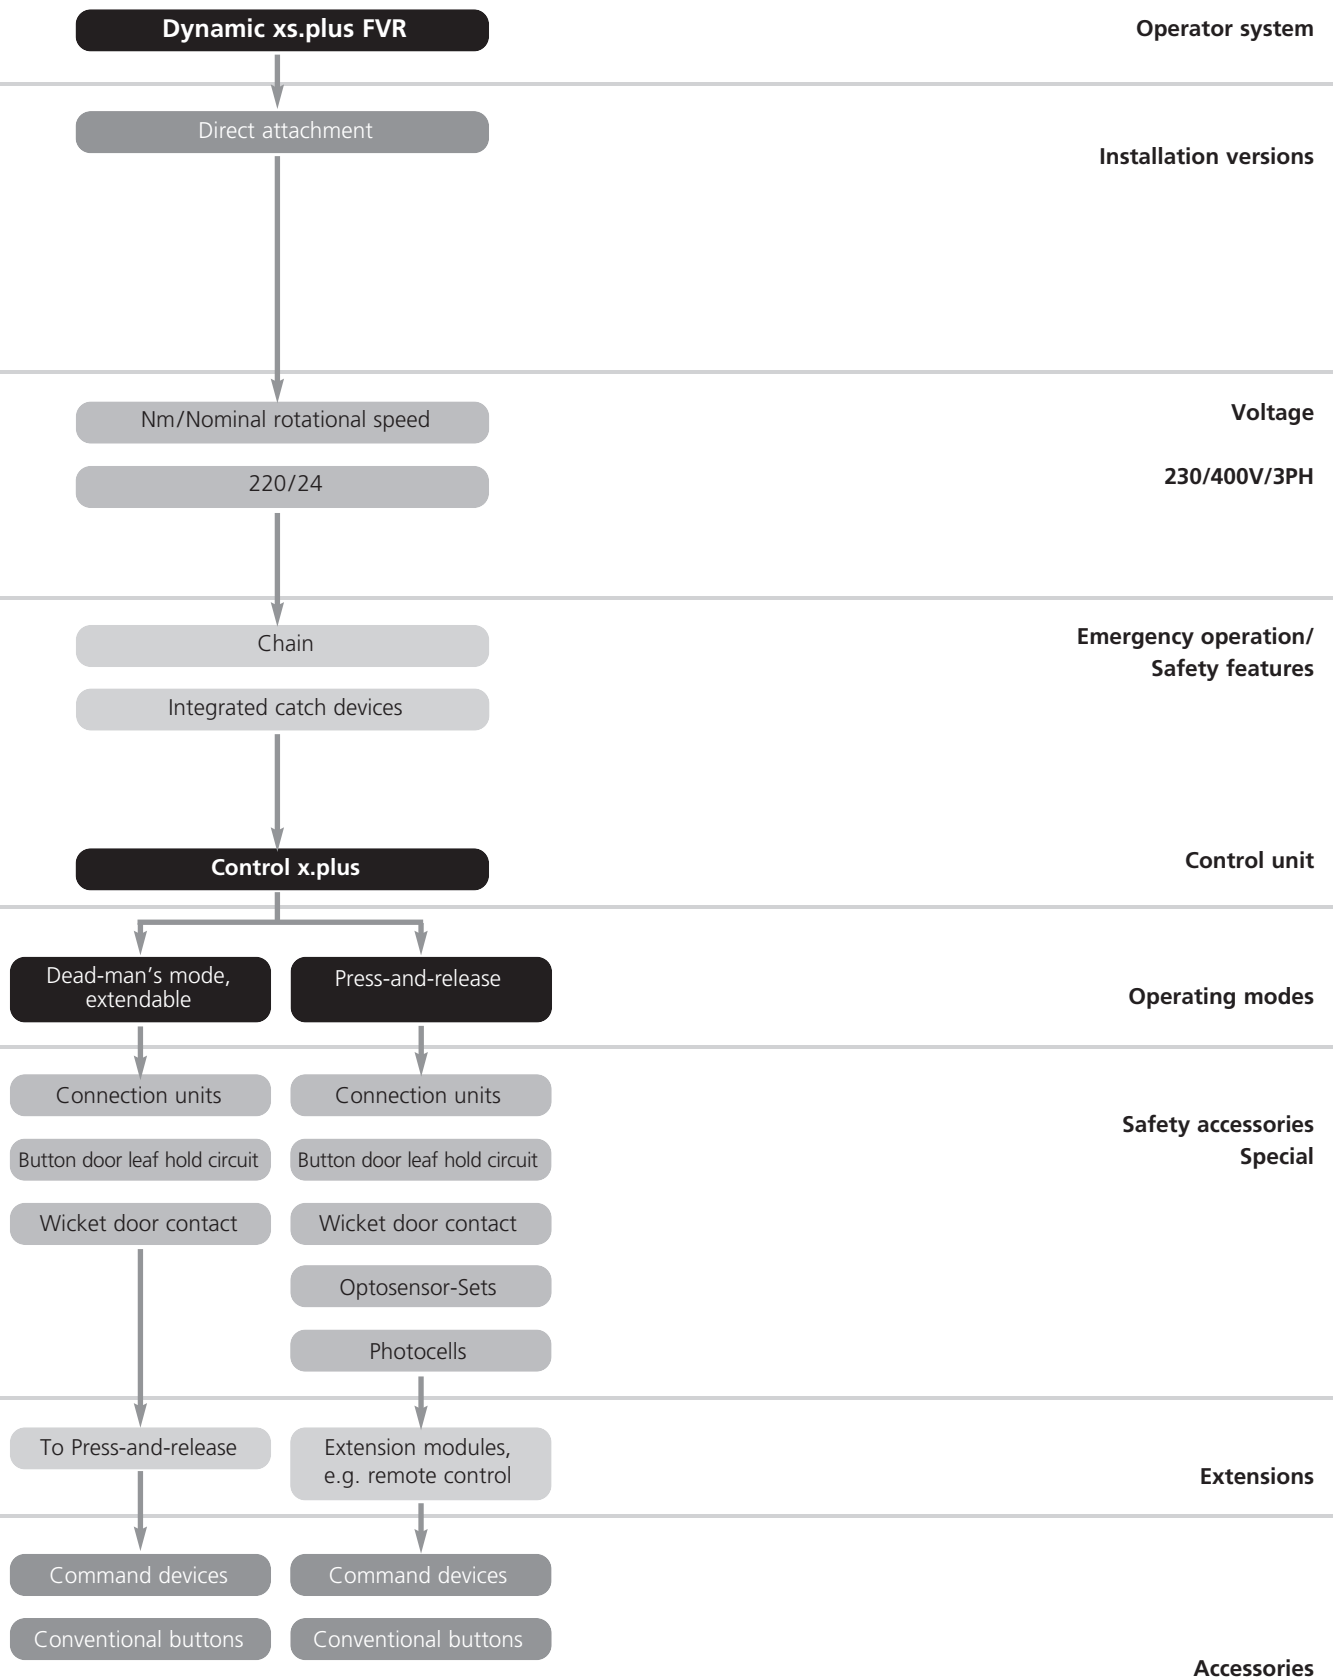 Dynamic xs.plus FVR
Operator system
Direct attachment
Installation versions
Nm/Nominal rotational speed
Voltage
220/24
230/400V/3PH
Chain
Emergency operation/
Safety features
Integrated catch devices
Control x.plus
Control unit
Dead-man’s mode,
extendable
Press-and-release
Operating modes
Connection units
Connection units
Safety accessories
Special
Button door leaf hold circuit
Button door leaf hold circuit
Wicket door contact
Wicket door contact
Optosensor-Sets
Photocells
To Press-and-release
Extension modules,
e.g. remote control
Extensions
Command devices
Command devices
Conventional buttons
Conventional buttons
Accessories